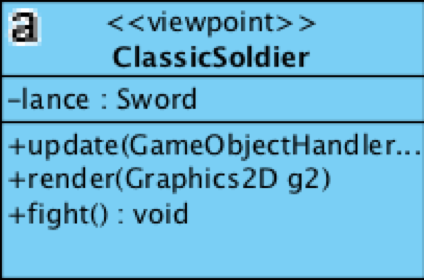 a
<<viewpoint>>
ClassicSoldier
-lance : Sword
+update(GameObjectHandler...
+render(Graphics2D g2)
+fight() : void